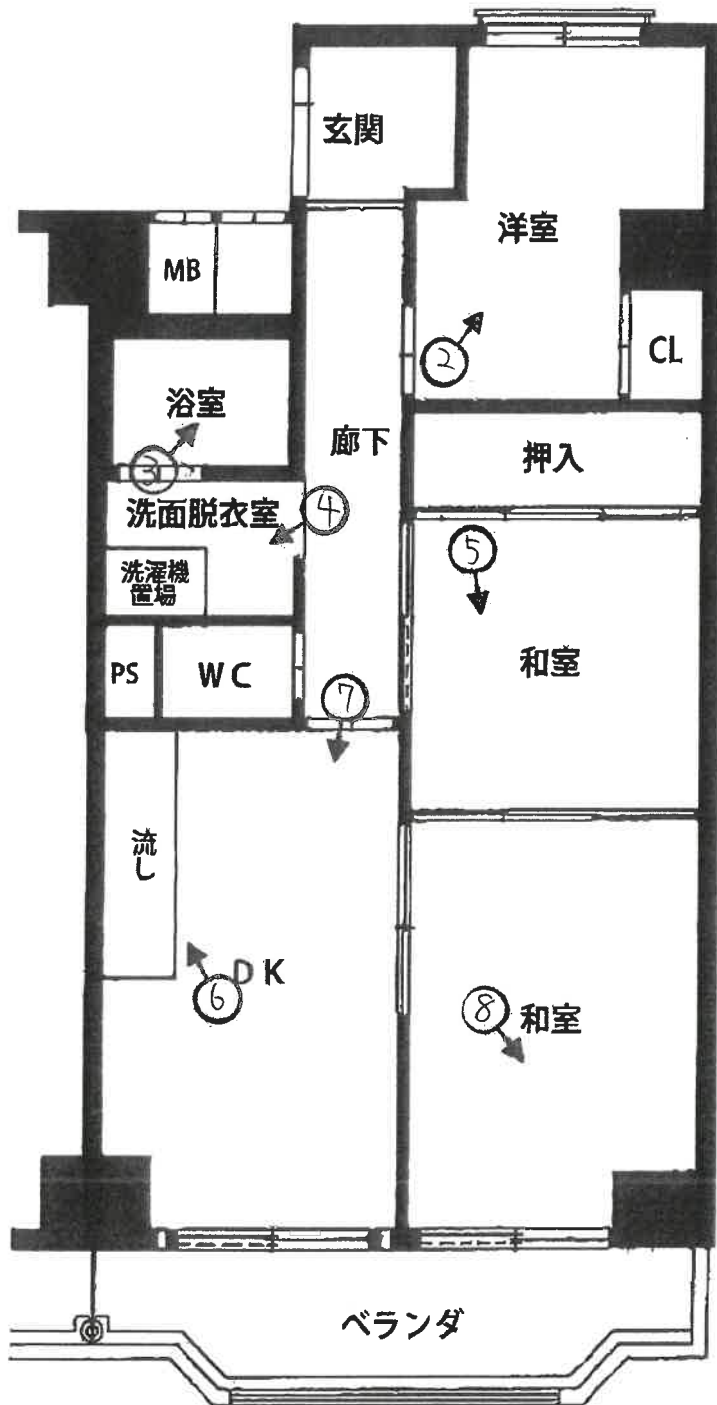 玄関
洋室
MB
②
CL
浴室
廊下
押入
③
洗面脱衣室
④
⑤
洗濯機
置場
和室
PS
WC
⑦
流し
DK
⑥
⑧
和室
ベランダ